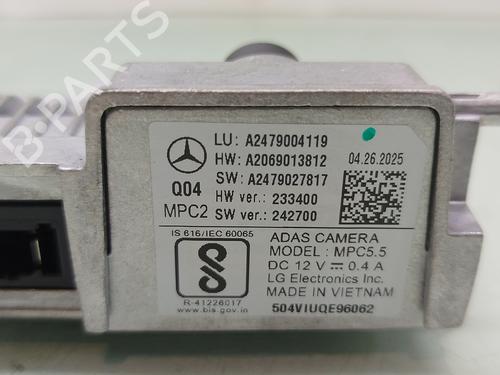 B-PARTS
LU: A2479004119
HW: A2069013812
SW: A2479027817
04.26.2025
Q04
HW ver.: 233400
MPC2
SW ver.: 242700
IS 616/IEC 60065
R-41226017
www.bis.gov.in
ADAS CAMERA
MODEL: MPC5.5
DC 12 V ⎓ 0.4 A
LG Electronics Inc.
MADE IN VIETNAM
504VIUQE96062